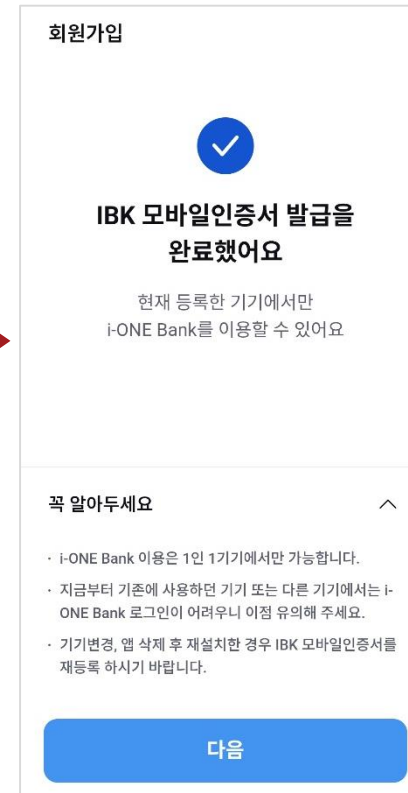 회원가입
IBK 모바일인증서 발급을
완료했어요
현재 등록한 기기에서만
i-ONE Bank를 이용할 수 있어요
꼭 알아두세요
· i-ONE Bank 이용은 1인 1기기에서만 가능합니다.
· 지금부터 기존에 사용하던 기기 또는 다른 기기에서는 i-
ONE Bank 로그인이 어려우니 이점 유의해 주세요.
· 기기변경, 앱 삭제 후 재설치한 경우 IBK 모바일인증서를
재등록 하시기 바랍니다.
다음